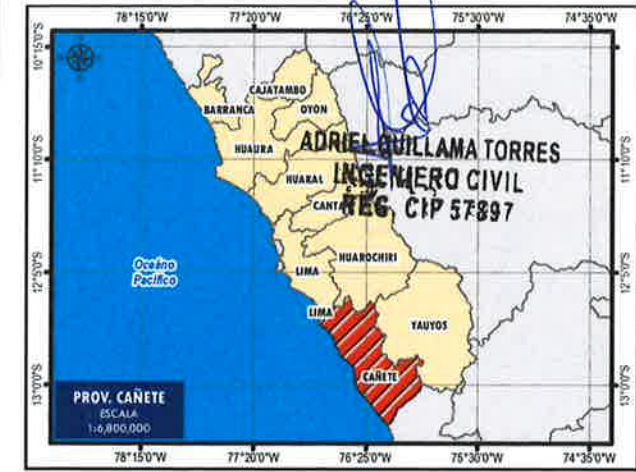 78°15'0"W 77°20'0"W 76°25'0"W 75°30'0"W 74°35'0"W
10°15'0"S
10°15'0"S
CAJATAMBO
BARRANCA
OYON
HUAURA
ADRIEL QUILLAMA TORRES
11°10'0"S
11°10'0"S
HUARAL
INGENIERO CIVIL
CANTA
REG. CIP 57897
HUAROCHIRI
Océano
Pacífico
LIMA
12°5'0"S
12°5'0"S
LIMA
YAUYOS
CAÑETE
13°0'0"S
13°0'0"S
PROV. CAÑETE
ESCALA
1:6,800,000
78°15'0"W 77°20'0"W 76°25'0"W 75°30'0"W 74°35'0"W